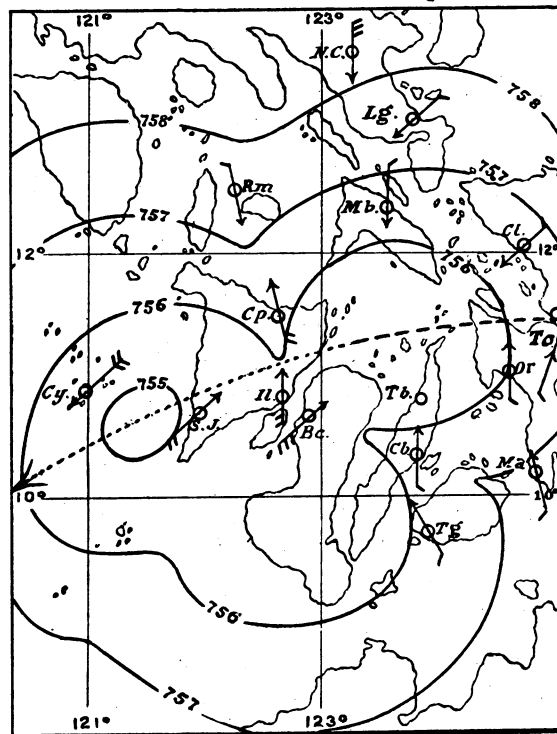 121° 123°
N.C.
Lg.
758
758
Rm
757
Mb.
757
Cl.
12° 12°
756
Cp.
756
To
755
Or
Cy.
Il.
Tb.
S.J.
Bc.
Cb.
Ma
10° 10°
Tg
756
757
121° 123°